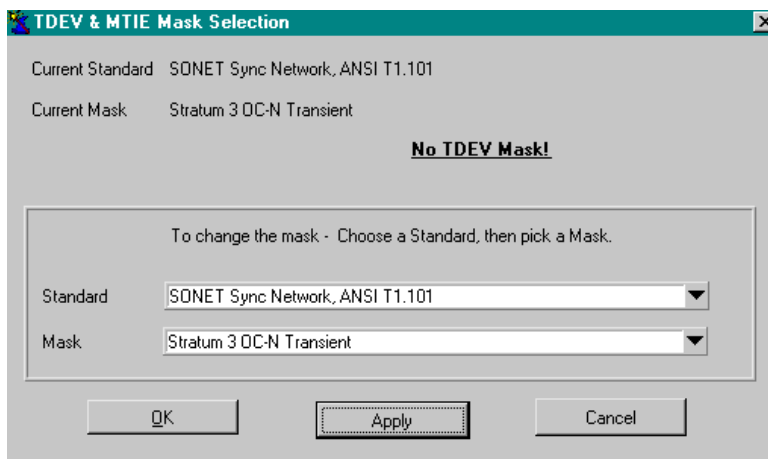 TDEV & MTIE Mask Selection
Current Standard SONET Sync Network, ANSI T1.101
Current Mask Stratum 3 OC-N Transient
No TDEV Mask!
To change the mask - Choose a Standard, then pick a Mask.
Standard SONET Sync Network, ANSI T1.101
Mask Stratum 3 OC-N Transient
OK Apply Cancel